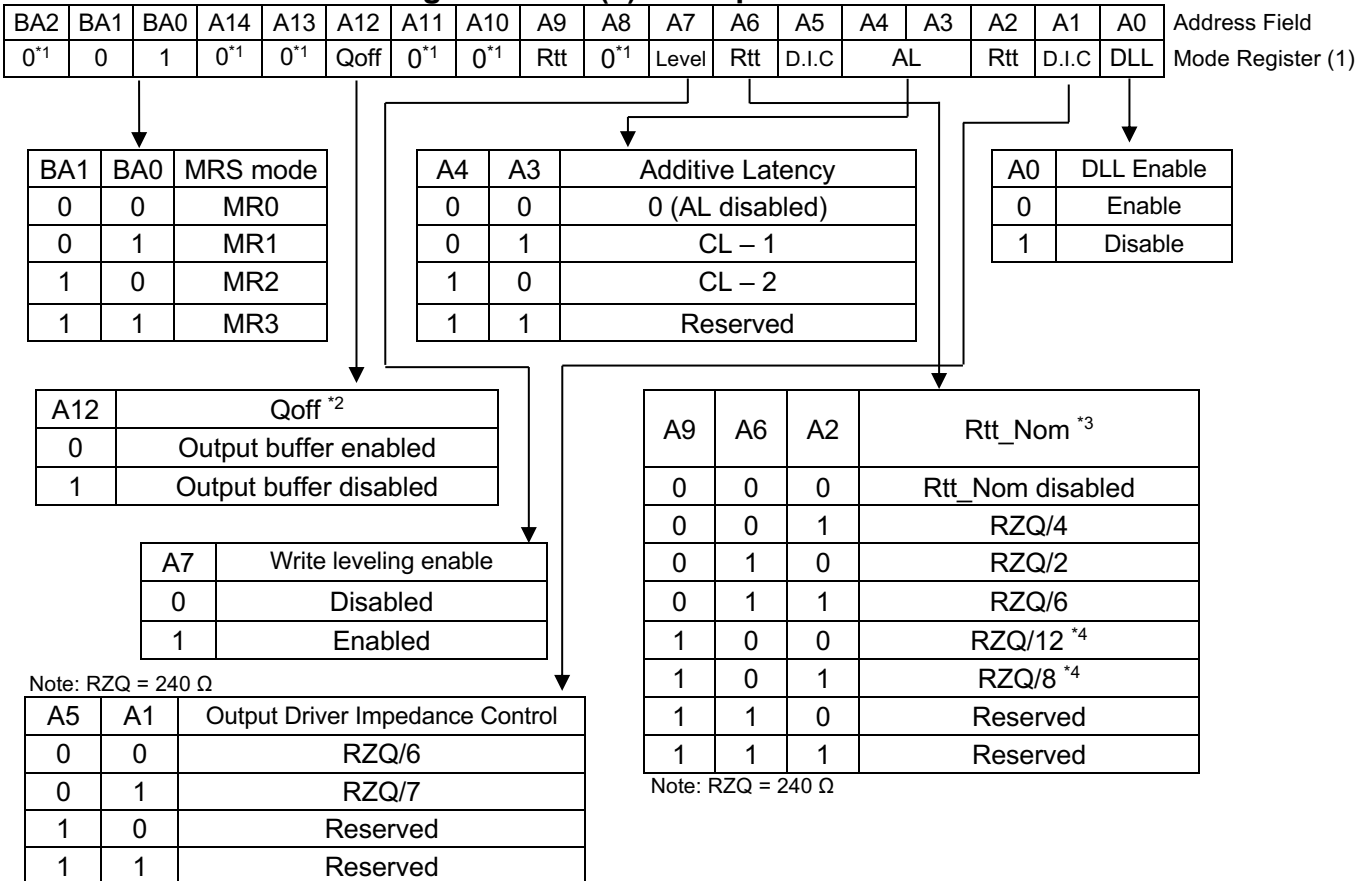 BA2 BA1 BA0 A14 A13 A12 A11 A10 A9 A8 A7 A6 A5 A4 A3 A2 A1 A0 Address Field
0*1 0 1 0*1 0*1 Qoff 0*1 0*1 Rtt 0*1 Level Rtt D.I.C AL Rtt D.I.C DLL Mode Register (1)
BA1 BA0 MRS mode
0 0 MR0
0 1 MR1
1 0 MR2
1 1 MR3
A4 A3 Additive Latency
0 0 0 (AL disabled)
0 1 CL – 1
1 0 CL – 2
1 1 Reserved
A0 DLL Enable
0 Enable
1 Disable
A12 Qoff *2
0 Output buffer enabled
1 Output buffer disabled
A7 Write leveling enable
0 Disabled
1 Enabled
Note: RZQ = 240 Ω
A5 A1 Output Driver Impedance Control
0 0 RZQ/6
0 1 RZQ/7
1 0 Reserved
1 1 Reserved
A9 A6 A2 Rtt_Nom *3
0 0 0 Rtt_Nom disabled
0 0 1 RZQ/4
0 1 0 RZQ/2
0 1 1 RZQ/6
1 0 0 RZQ/12 *4
1 0 1 RZQ/8 *4
1 1 0 Reserved
1 1 1 Reserved
Note: RZQ = 240 Ω